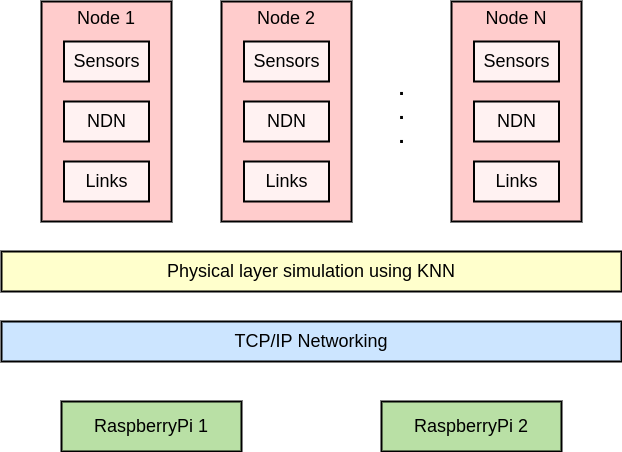 Node 1
Node 2
Node N
Sensors
Sensors
Sensors
NDN
NDN
NDN
Links
Links
Links
Physical layer simulation using KNN
TCP/IP Networking
RaspberryPi 1
RaspberryPi 2